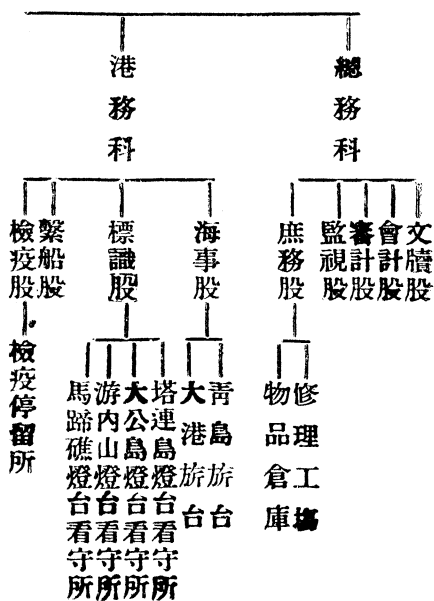 總務科
文牘股
會計股
審計股
監視股
庶務股
修理工場
物品倉庫
港務科
海事股
靑島旂台
大港旂台
標識股
塔連島燈台看守所
大公島燈台看守所
游内山燈台看守所
馬蹄礁燈台看守所
繫船股
檢疫股
檢疫停留所